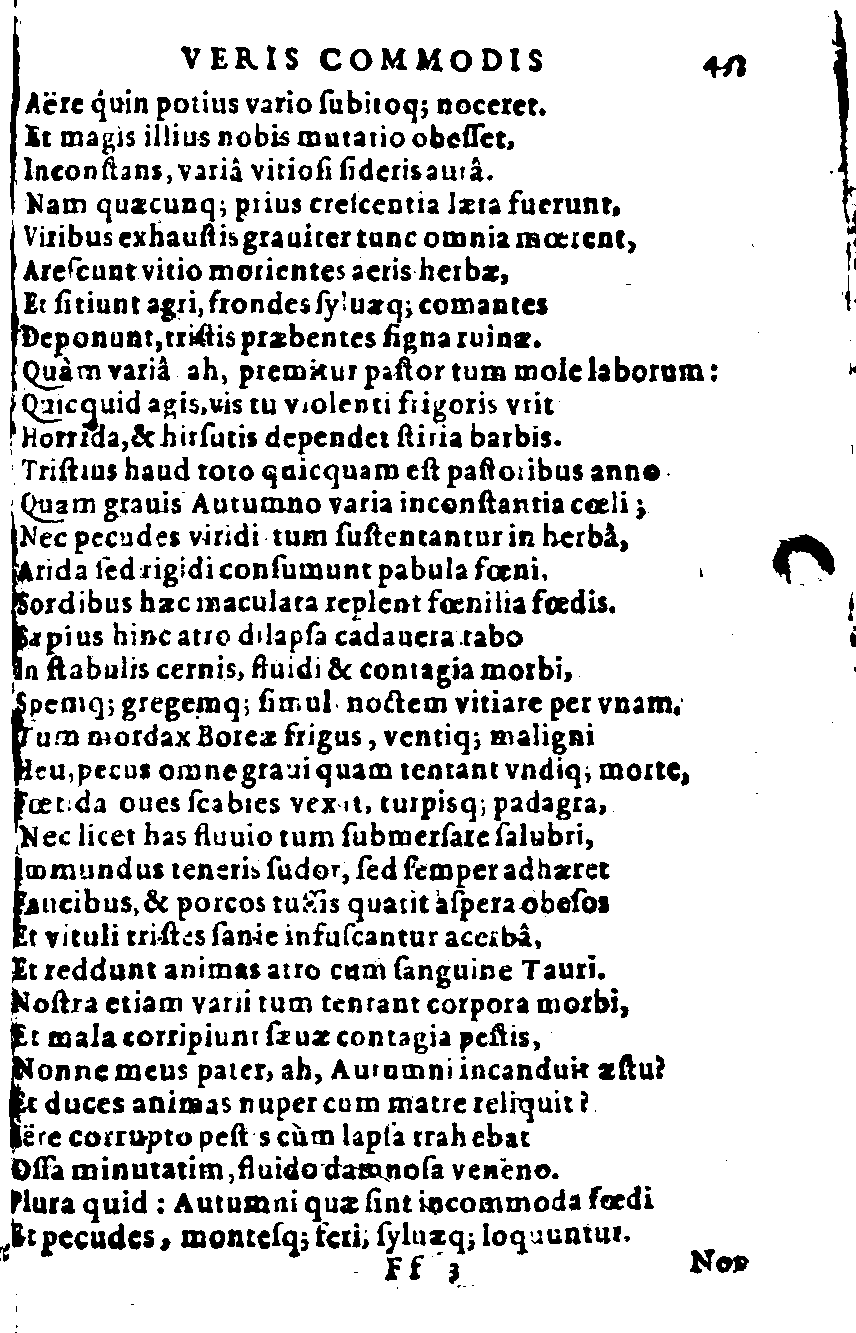 VERIS COMMODIS
Aëre quin potius vario ſubitoq; noceret.
Et magis illius nobis mutatio obeſſet,
Inconſtans, variâ vitioſi ſideris aurâ.
Nam quæcunq; prius creſcentia læta fuerunt,
Viribus exhauſtis grauiter tunc omnia mœrent,
Areſcunt vitio morientes aeris herbæ,
Et ſitiunt agri, frondes ſyluæq; comantes
Deponunt, triſtis præbentes ſigna ruinæ.
Quàm variâ ah, premitur paſtor tum mole laborum:
Quicquid agis, vis tu violenti frigoris vrit
Horrida, & hirſutis dependet ſtiria barbis.
Triſtius haud toto quicquam eſt paſtoribus anno
Quam grauis Autumno varia inconſtantia cœli;
Nec pecudes viridi tum ſuſtentantur in herbâ,
Arida ſed rigidi conſumunt pabula fœni,
Sordibus hæc maculata replent fœnilia fœdis.
Sæpius hinc atro dilapſa cadauera tabo
In ſtabulis cernis, fluidi & contagia morbi,
Spemq; gregemq; ſimul noctem vitiare per vnam.
Tum mordax Boreæ frigus, ventiq; maligni
Heu, pecus omne graui quam tentant vndiq; morte,
Fœtida oues ſcabies vexat, turpisq; padagra,
Nec licet has fluuio tum ſubmerſare ſalubri,
Immundus teneris ſudor, ſed ſemper adhæret
Faucibus, & porcos tuſſis quatit aſpera obeſos
Et vituli triſtes ſanie infuſcantur acerbâ,
Et reddunt animas atro cum ſanguine Tauri.
Noſtra etiam varii tum tentant corpora morbi,
Et mala corripiunt ſæuæ contagia peſtis,
Nonne meus pater, ah, Autumni incanduit æſtu?
Et duces animas nuper cum matre reliquit?
Aëre corrupto peſtis cùm lapſa trahebat
Oſſa minutatim, fluido damnoſa veneno.
Plura quid: Autumni quæ ſint incommoda fœdi
Et pecudes, monteſq; feri, ſyluæq; loquuntur.
Ff 3 Non